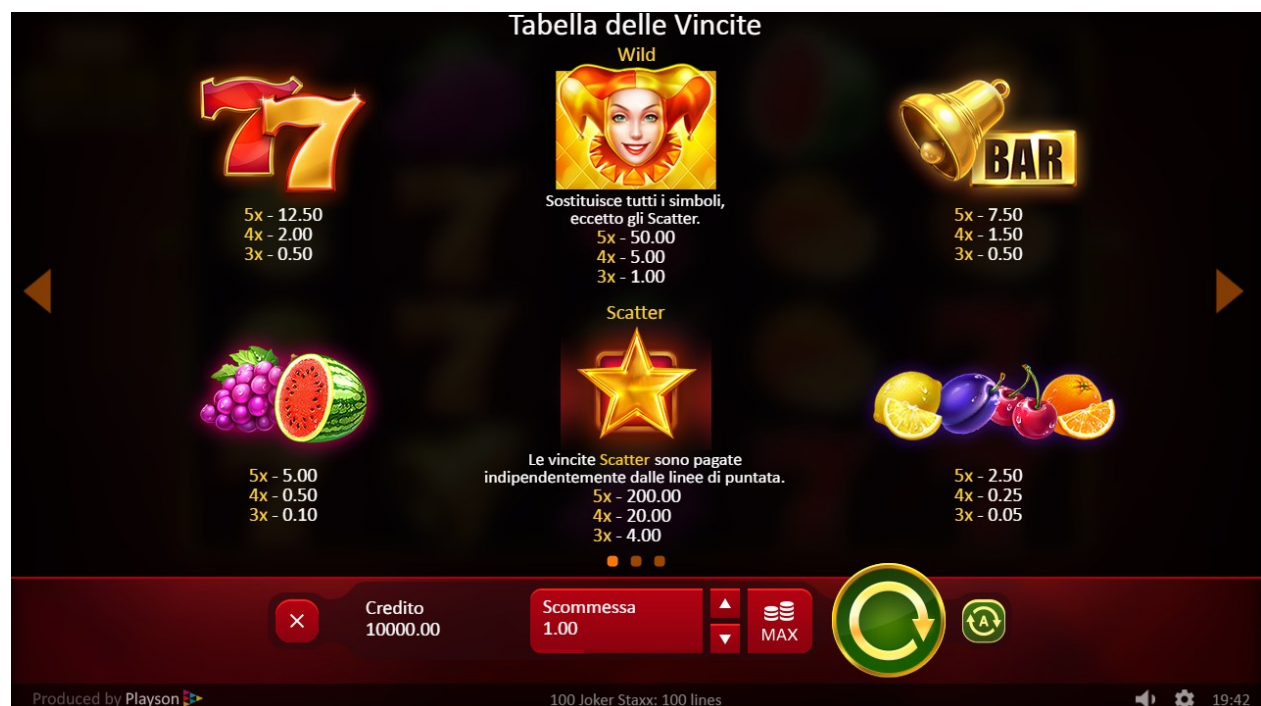 Tabella delle Vincite
Wild
77
BAR
5x - 12.50
4x - 2.00
3x - 0.50
Sostituisce tutti i simboli,
eccetto gli Scatter.
5x - 50.00
4x - 5.00
3x - 1.00
5x - 7.50
4x - 1.50
3x - 0.50
Scatter
5x - 5.00
4x - 0.50
3x - 0.10
Le vincite Scatter sono pagate
indipendentemente dalle linee di puntata.
5x - 200.00
4x - 20.00
3x - 4.00
5x - 2.50
4x - 0.25
3x - 0.05
Credito
10000.00
Scommessa
1.00
MAX
A
Produced by Playson
100 Joker Staxx: 100 lines
19:42